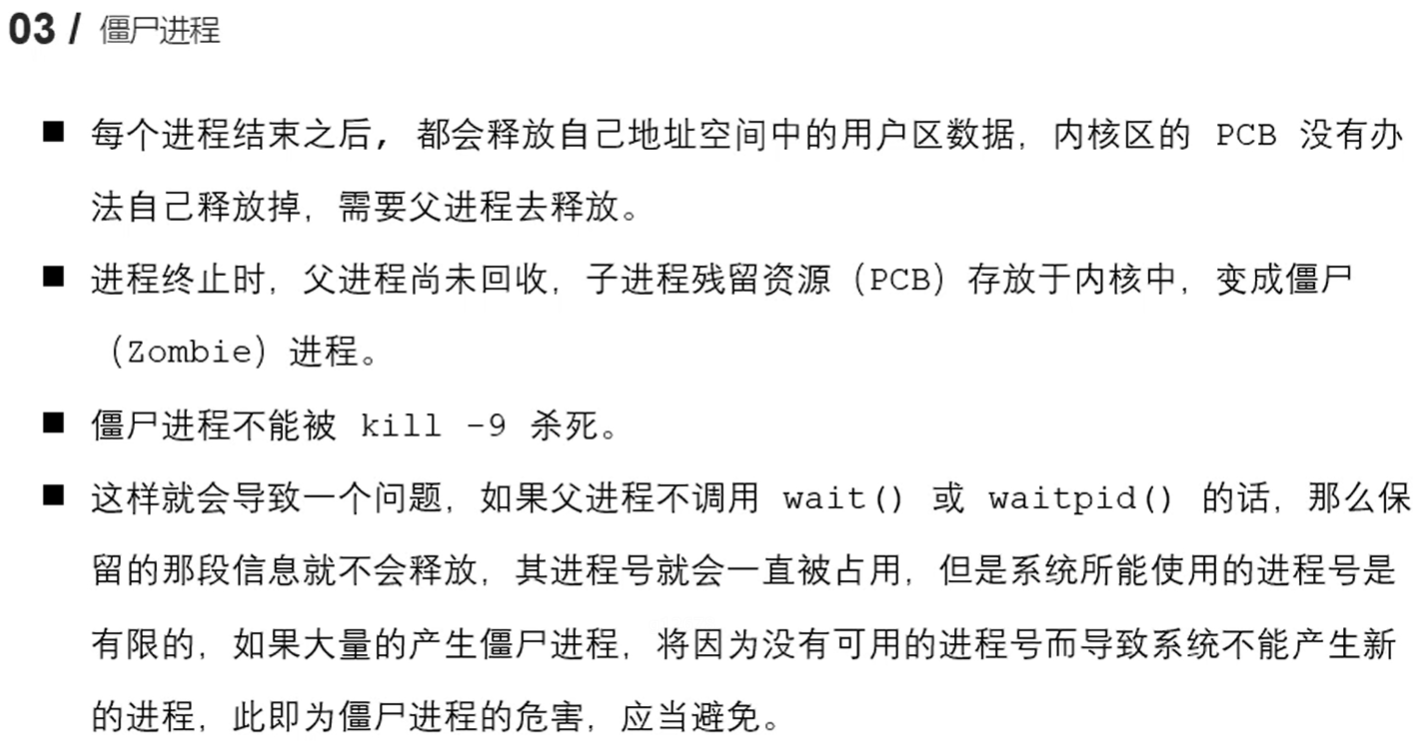 03 / 僵尸进程
■ 每个进程结束之后, 都会释放自己地址空间中的用户区数据，内核区的 PCB 没有办
法自己释放掉，需要父进程去释放。
■ 进程终止时，父进程尚未回收，子进程残留资源（PCB）存放于内核中，变成僵尸
（Zombie）进程。
■ 僵尸进程不能被 kill -9 杀死。
■ 这样就会导致一个问题，如果父进程不调用 wait() 或 waitpid() 的话，那么保
留的那段信息就不会释放，其进程号就会一直被占用，但是系统所能使用的进程号是
有限的，如果大量的产生僵尸进程，将因为没有可用的进程号而导致系统不能产生新
的进程，此即为僵尸进程的危害，应当避免。